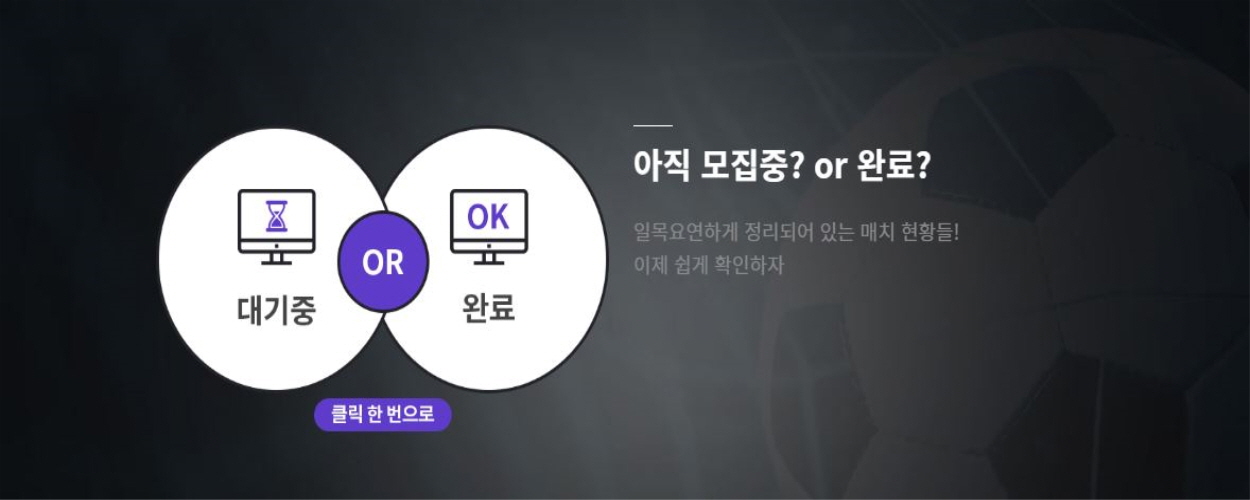 OK
OR
대기중
완료
클릭 한 번으로
아직 모집중? or 완료?
일목요연하게 정리되어 있는 매치 현황들!
이제 쉽게 확인하자